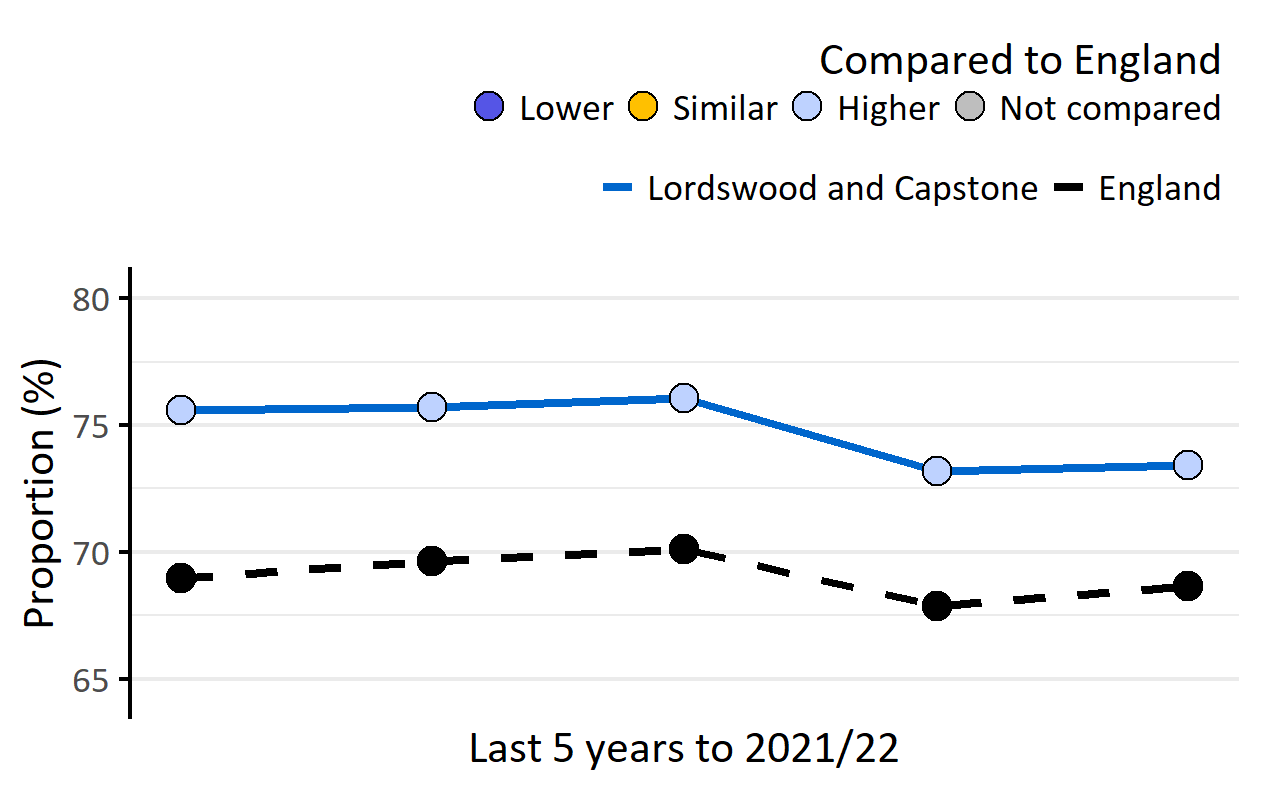 Compared to England
Lower Similar Higher Not compared
Lordswood and Capstone England
80
75
70
65
Proportion (%)
Last 5 years to 2021/22